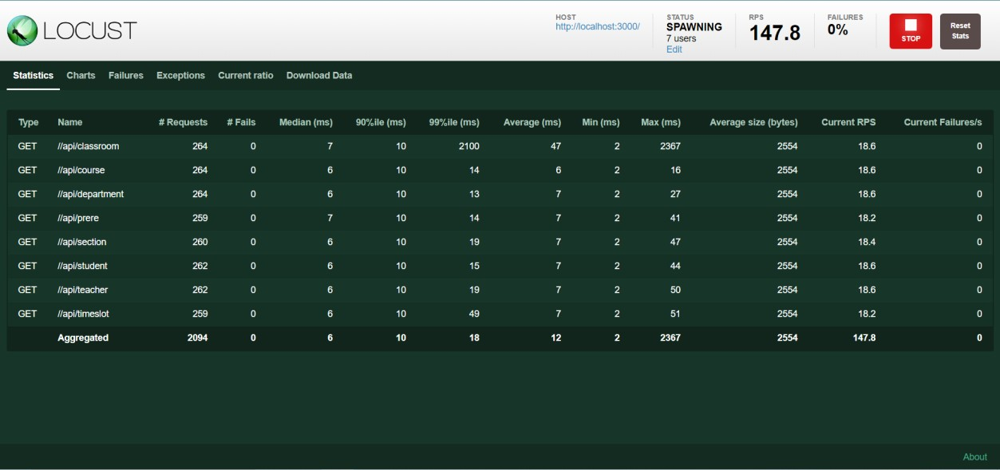 LOCUST
HOST
http://localhost:3000/
STATUS
SPAWNING
7 users
Edit
RPS
147.8
FAILURES
0%
STOP
Reset
Stats
Statistics Charts Failures Exceptions Current ratio Download Data
Type Name # Requests # Fails Median (ms) 90%ile (ms) 99%ile (ms) Average (ms) Min (ms) Max (ms) Average size (bytes) Current RPS Current Failures/s
GET //api/classroom 264 0 7 10 2100 47 2 2367 2554 18.6 0
GET //api/course 264 0 6 10 14 6 2 16 2554 18.6 0
GET //api/department 264 0 6 10 13 7 2 27 2554 18.6 0
GET //api/prere 259 0 7 10 14 7 2 41 2554 18.2 0
GET //api/section 260 0 6 10 19 7 2 47 2554 18.4 0
GET //api/student 262 0 6 10 15 7 2 44 2554 18.6 0
GET //api/teacher 262 0 6 10 19 7 2 50 2554 18.6 0
GET //api/timeslot 259 0 6 10 49 7 2 51 2554 18.2 0
Aggregated 2094 0 6 10 18 12 2 2367 2554 147.8 0
About